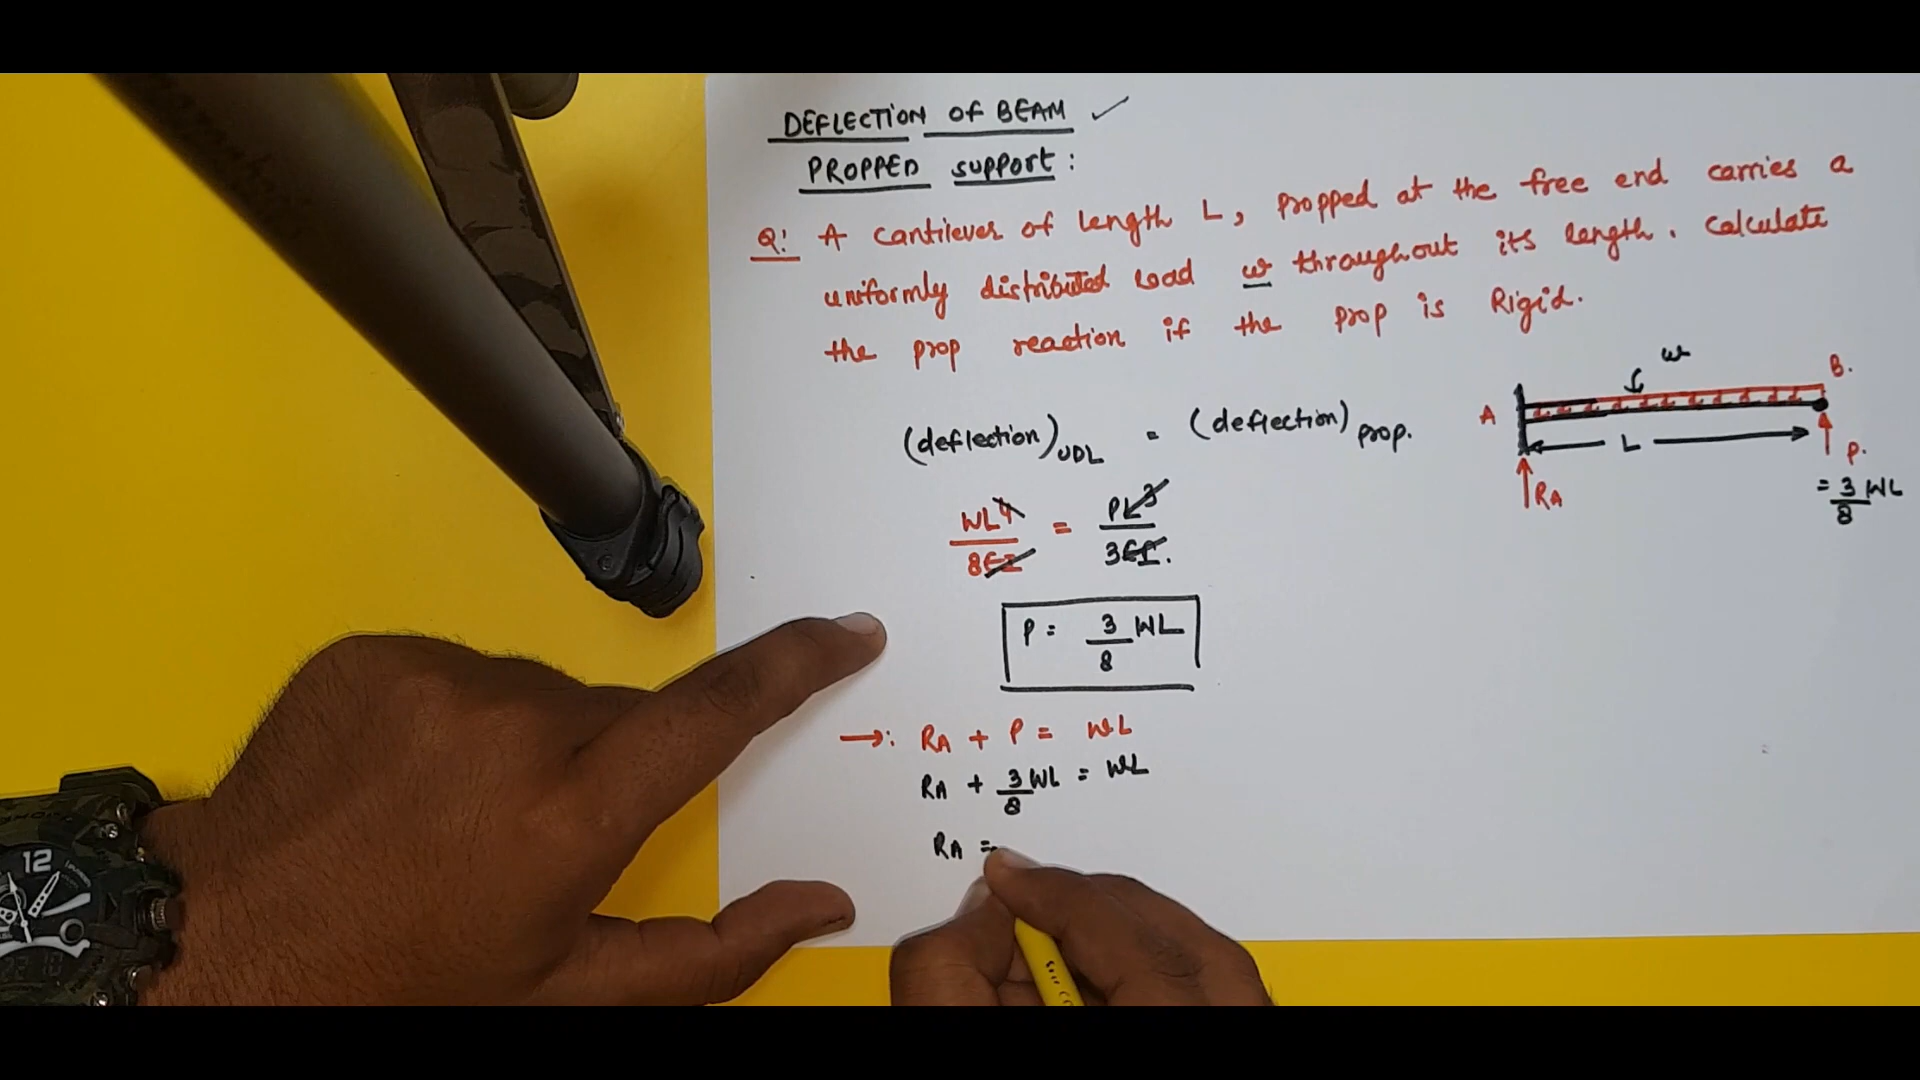 DEFLECTION OF BEAM ✓
PROPPED SUPPORT :
Q: A cantilever of length L, propped at the free end carries a
uniformly distributed load w throughout its length. Calculate
the prop reaction if the prop is Rigid.
(deflection)UDL = (deflection) prop.
WL⁴/8EI = PL³/3EI.
P = 3/8 WL
→: RA + P = WL
RA + 3/8 WL = WL
RA =
w
B.
A
L
P.
RA
= 3/8 WL
12